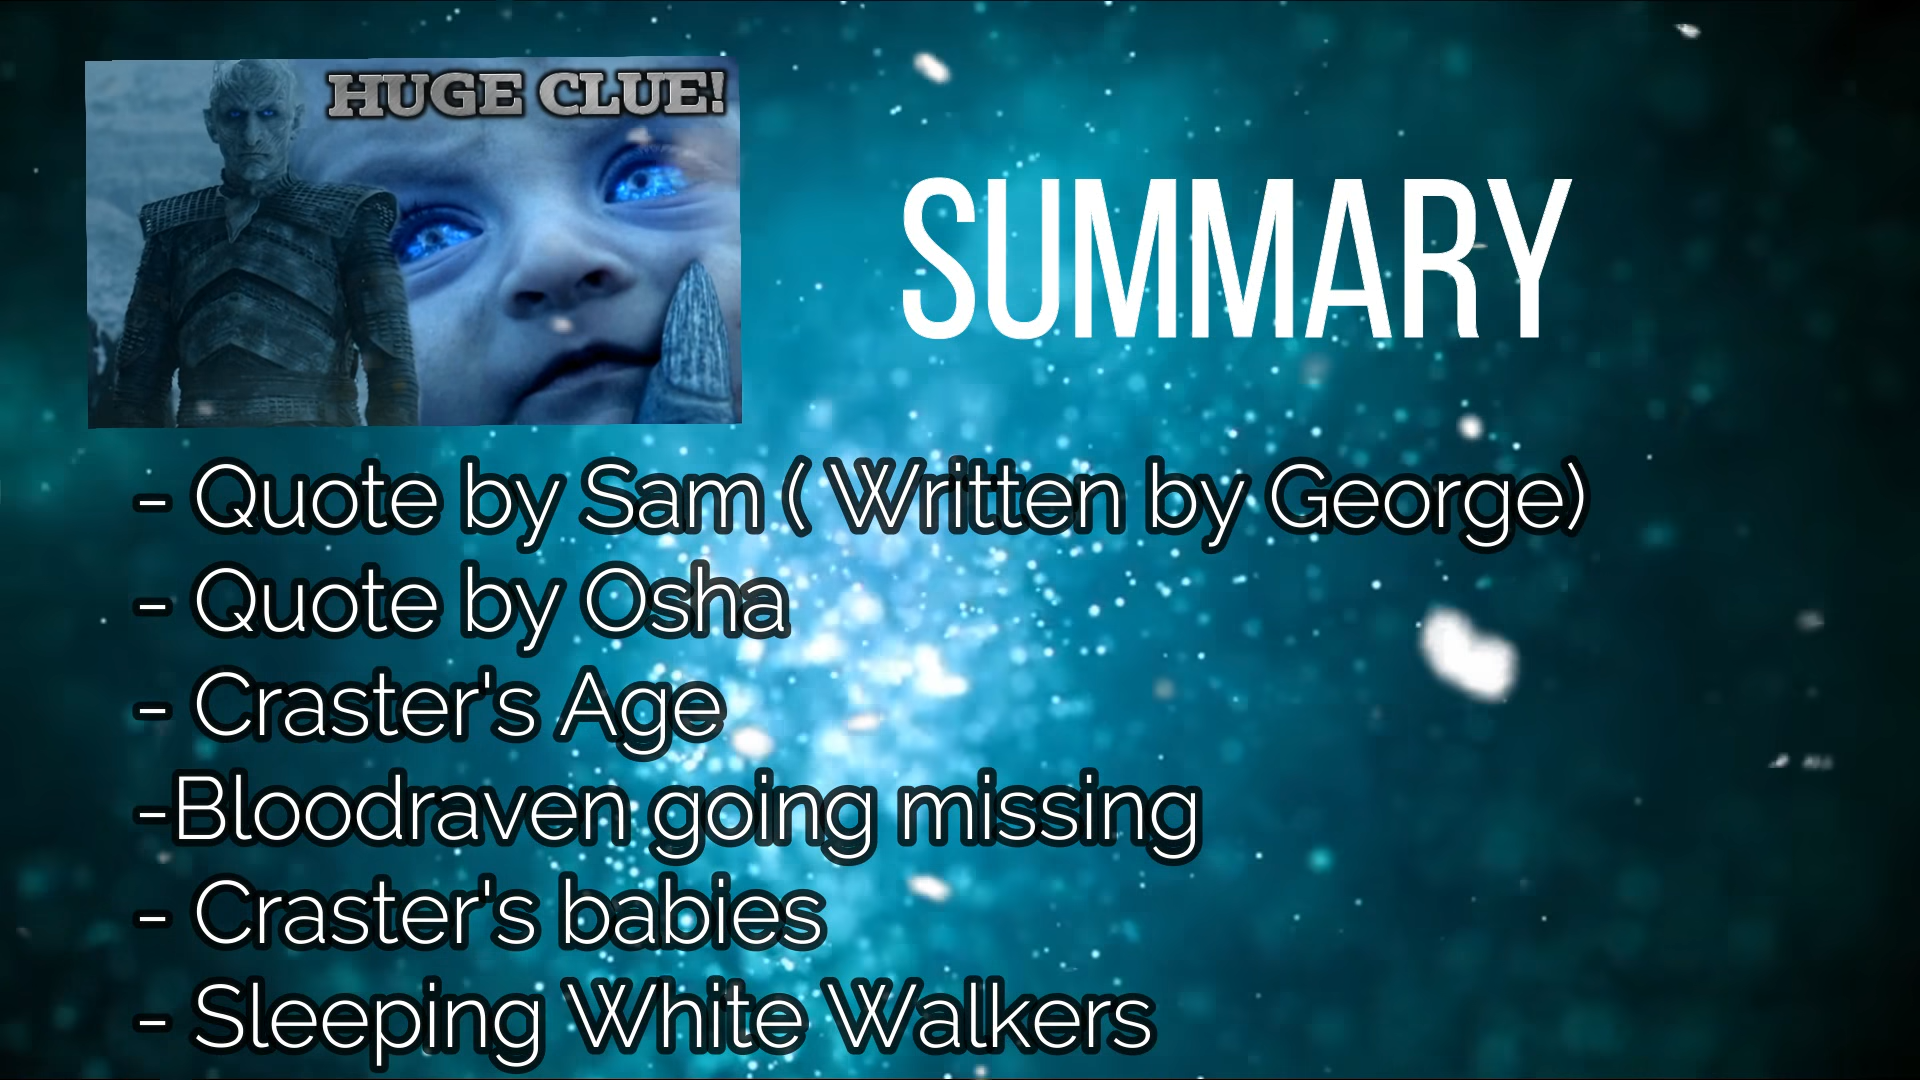 HUGE CLUE!
SUMMARY
- Quote by Sam ( Written by George)
- Quote by Osha
- Craster's Age
-Bloodraven going missing
- Craster's babies
- Sleeping White Walkers